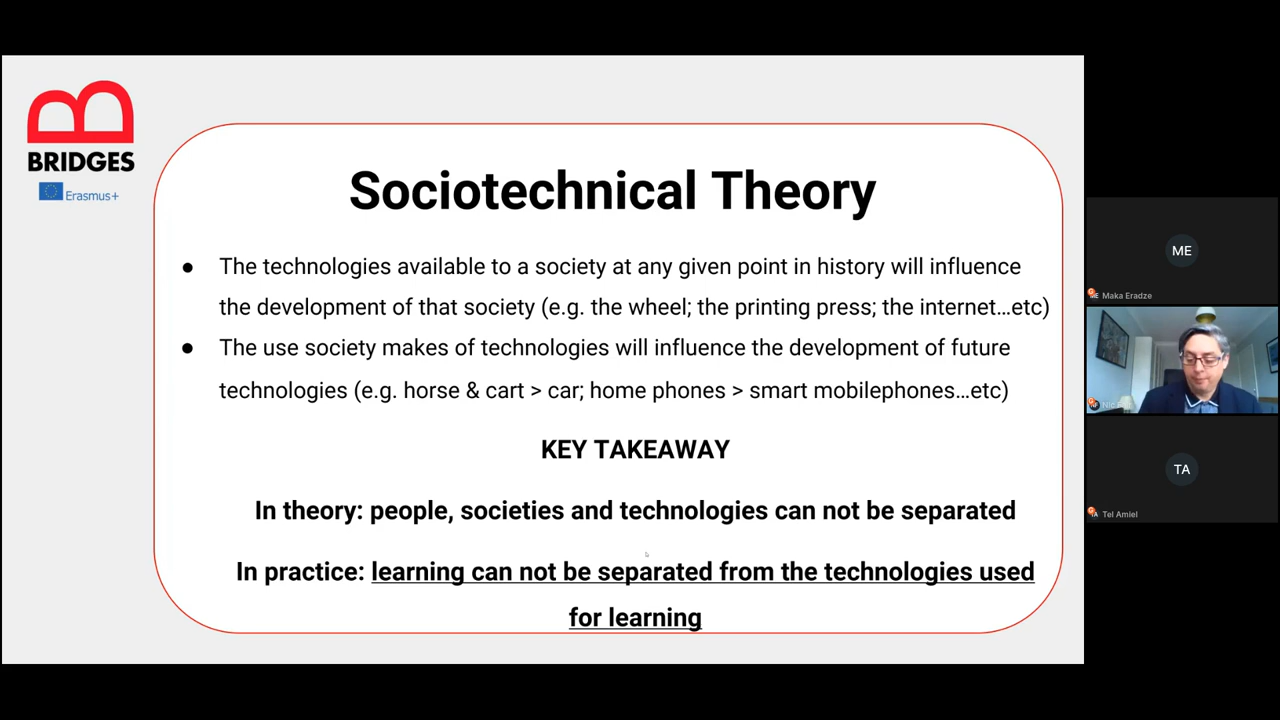 BRIDGES
Erasmus+
Sociotechnical Theory
● The technologies available to a society at any given point in history will influence
the development of that society (e.g. the wheel; the printing press; the internet…etc)
● The use society makes of technologies will influence the development of future
technologies (e.g. horse & cart > car; home phones > smart mobilephones…etc)
KEY TAKEAWAY
In theory: people, societies and technologies can not be separated
In practice: learning can not be separated from the technologies used
for learning
ME
Maka Eradze
TA
Tel Amiel